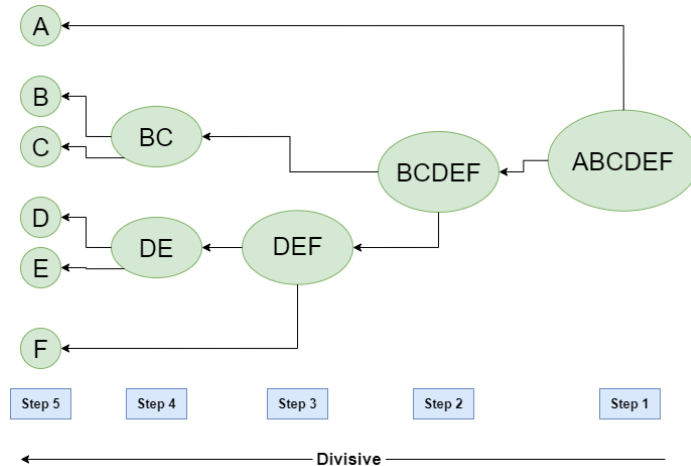 A
B
C
BC
ABCDEF
BCDEF
D
E
DE
DEF
F
Step 5
Step 4
Step 3
Step 2
Step 1
Divisive